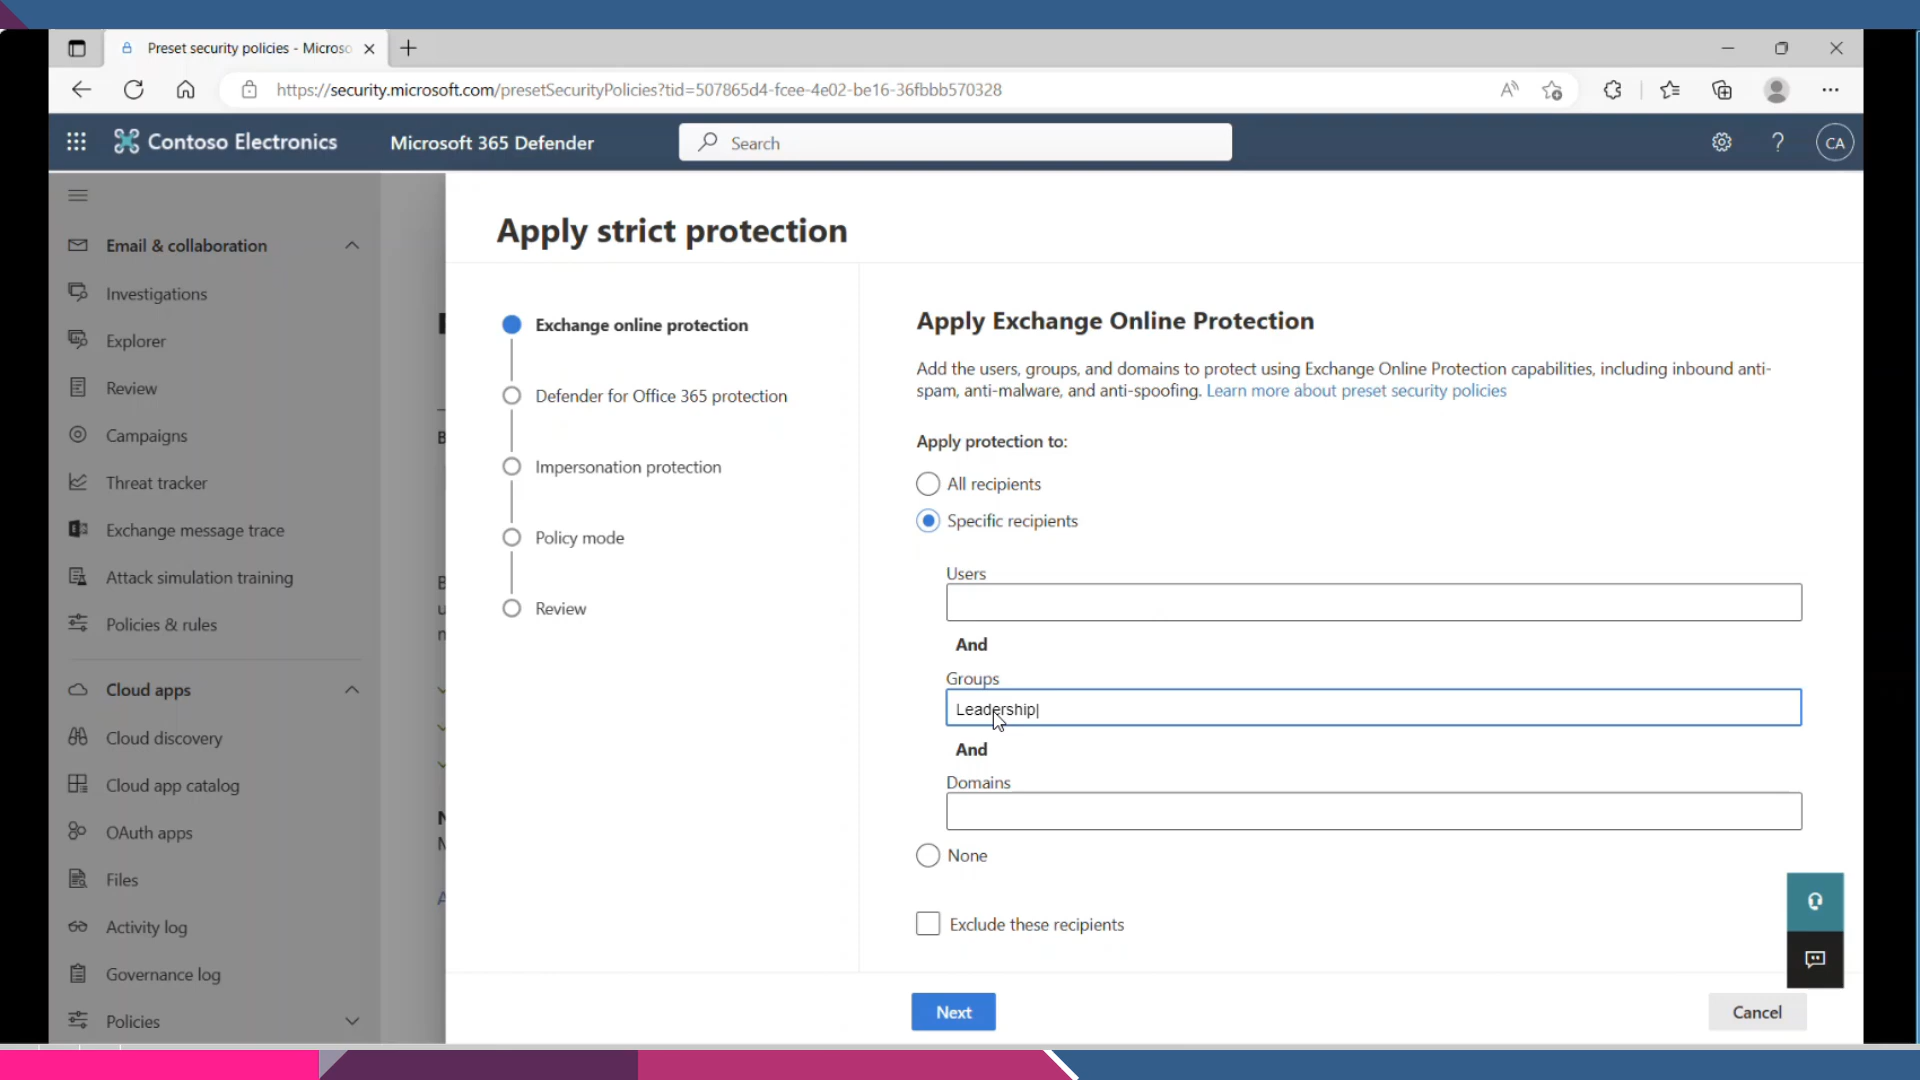 Preset security policies - Microso
https://security.microsoft.com/presetSecurityPolicies?tid=507865d4-fcee-4e02-be16-36fbbb570328
Contoso Electronics
Microsoft 365 Defender
Search
CA
Email & collaboration
Investigations
Explorer
Review
Campaigns
Threat tracker
Exchange message trace
Attack simulation training
Policies & rules
Cloud apps
Cloud discovery
Cloud app catalog
OAuth apps
Files
Activity log
Governance log
Policies
Apply strict protection
Exchange online protection
Defender for Office 365 protection
Impersonation protection
Policy mode
Review
Apply Exchange Online Protection
Add the users, groups, and domains to protect using Exchange Online Protection capabilities, including inbound anti-
spam, anti-malware, and anti-spoofing. Learn more about preset security policies
Apply protection to:
All recipients
Specific recipients
Users
And
Groups
Leadership
And
Domains
None
Exclude these recipients
Next
Cancel